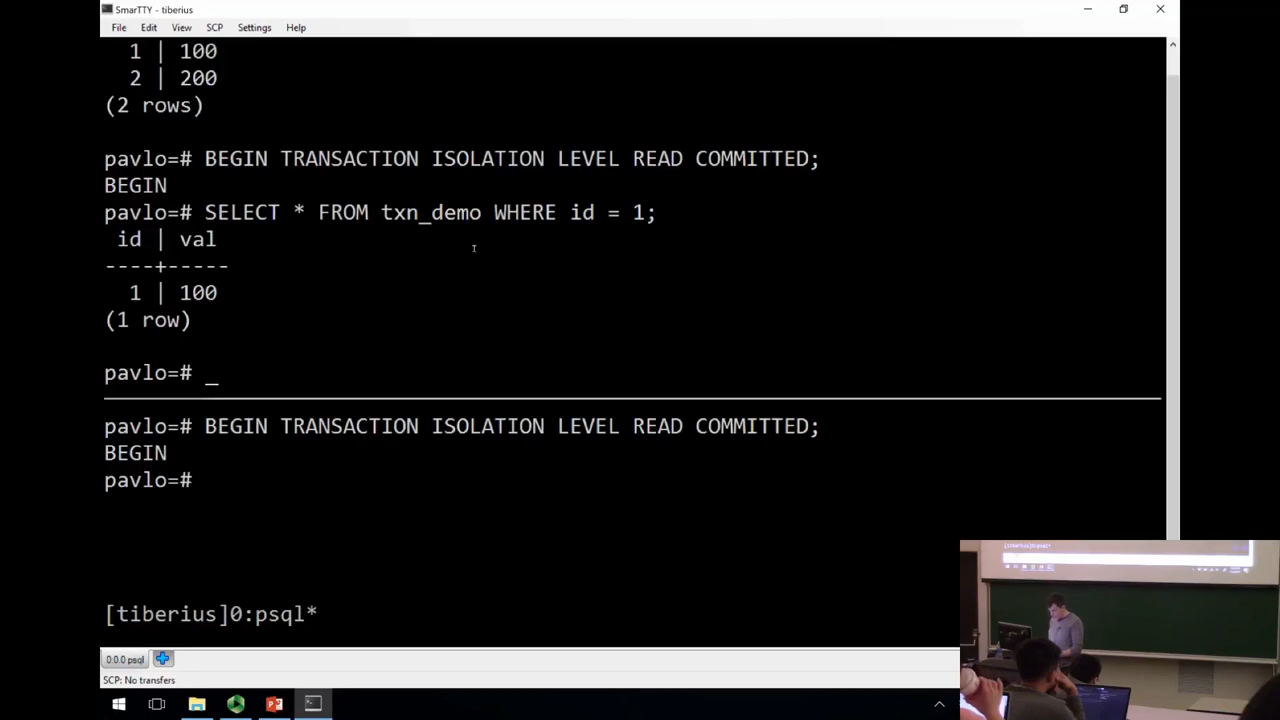 SmarTTY - tiberius
File Edit View SCP Settings Help
1 | 100
2 | 200
(2 rows)
pavlo=# BEGIN TRANSACTION ISOLATION LEVEL READ COMMITTED;
BEGIN
pavlo=# SELECT * FROM txn_demo WHERE id = 1;
id | val
----+-----
1 | 100
(1 row)
pavlo=# _
pavlo=# BEGIN TRANSACTION ISOLATION LEVEL READ COMMITTED;
BEGIN
pavlo=#
[tiberius]0:psql*
0:0.0 psql
SCP: No transfers